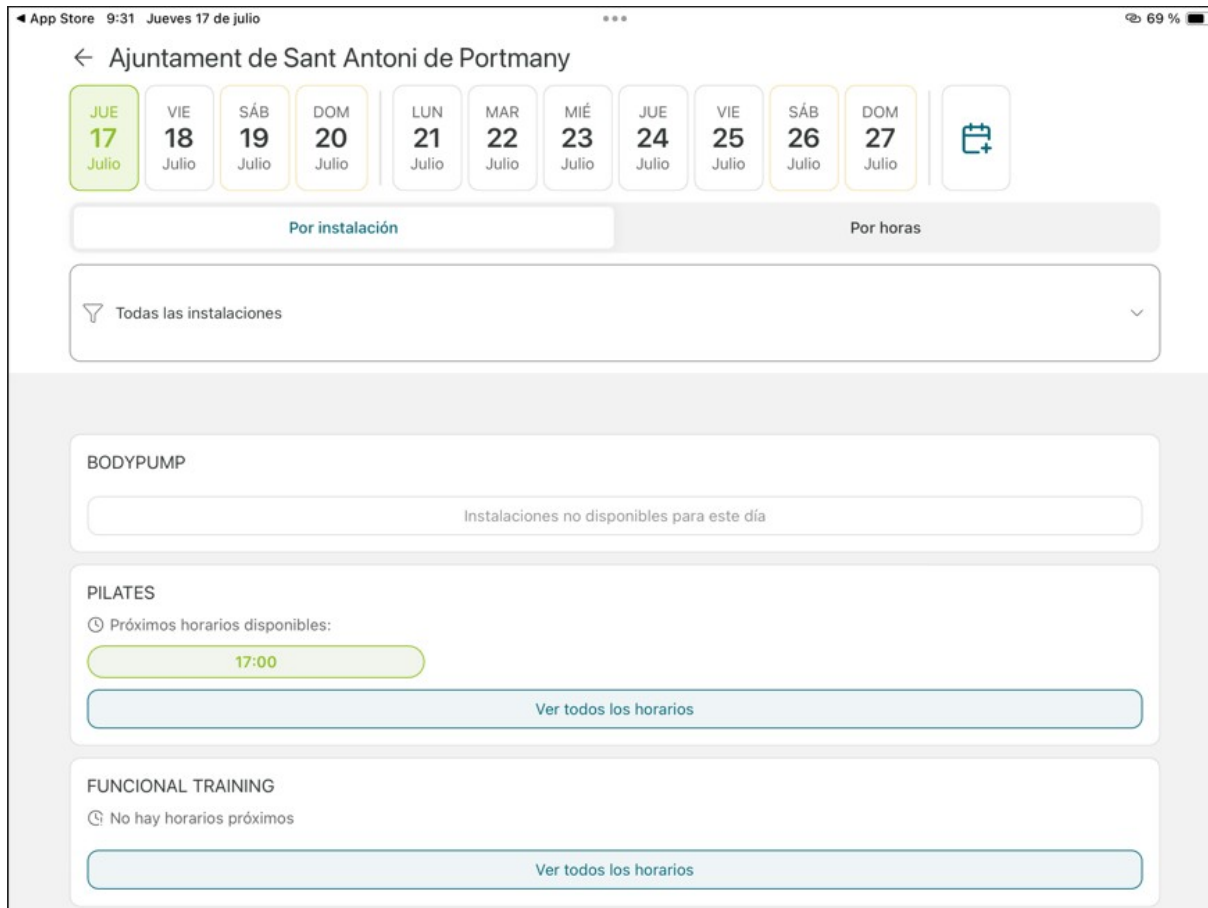 App Store 9:31 Jueves 17 de julio 69 %
Ajuntament de Sant Antoni de Portmany
JUE VIE SÁB DOM LUN MAR MIÉ JUE VIE SÁB DOM
17 18 19 20 21 22 23 24 25 26 27
Julio Julio Julio Julio Julio Julio Julio Julio Julio Julio Julio
Por instalación Por horas
Todas las instalaciones
BODYPUMP
Instalaciones no disponibles para este día
PILATES
Próximos horarios disponibles:
17:00
Ver todos los horarios
FUNCIONAL TRAINING
No hay horarios próximos
Ver todos los horarios